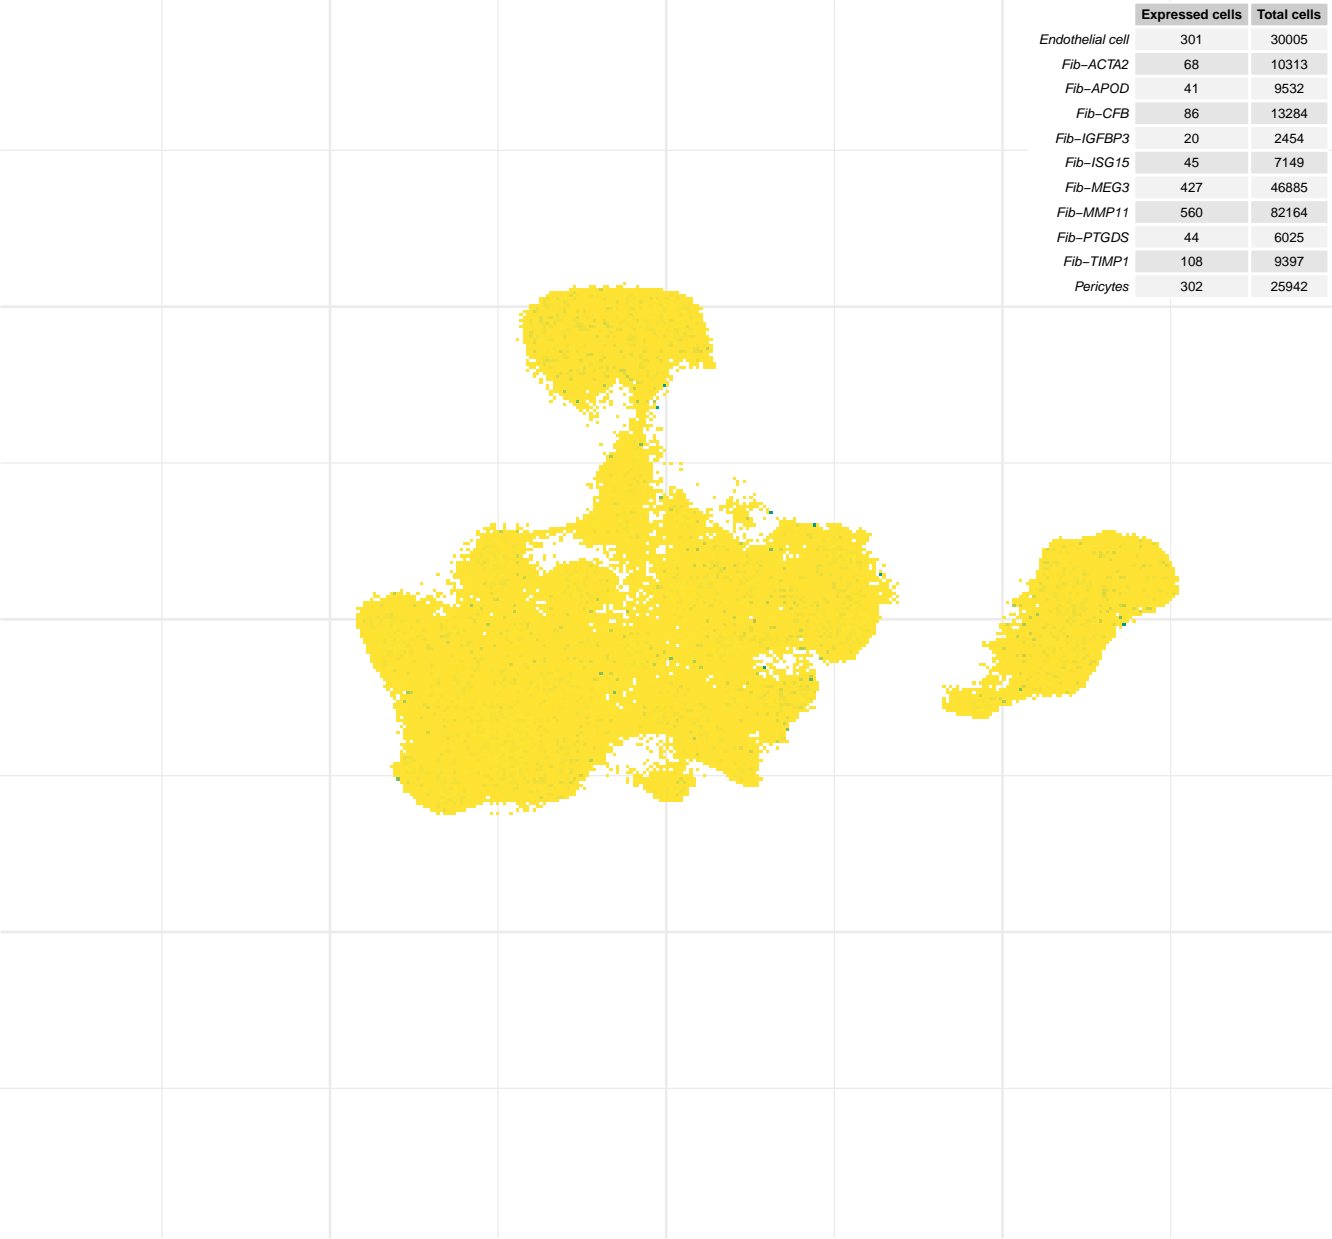 Expressed cells Total cells
Endothelial cell 301 30005
Fib−ACTA2 68 10313
Fib−APOD 41 9532
Fib−CFB 86 13284
Fib−IGFBP3 20 2454
Fib−ISG15 45 7149
Fib−MEG3 427 46885
Fib−MMP11 560 82164
Fib−PTGDS 44 6025
Fib−TIMP1 108 9397
Pericytes 302 25942